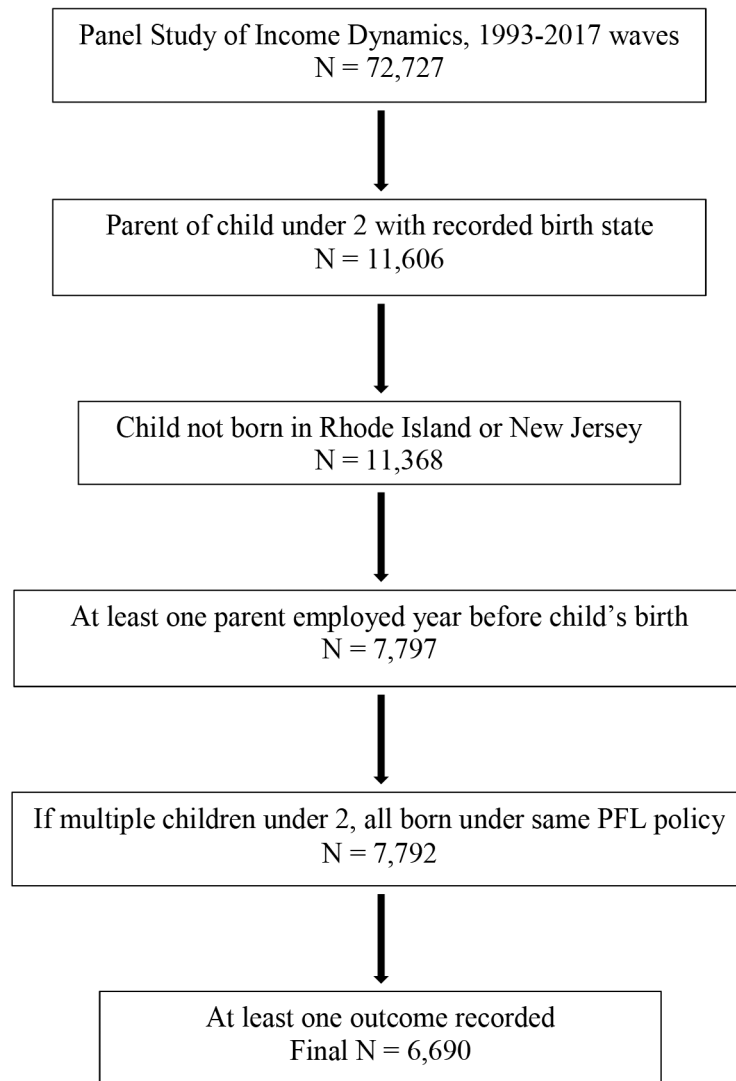 Panel Study of Income Dynamics, 1993-2017 waves
N = 72,727
Parent of child under 2 with recorded birth state
N = 11,606
Child not born in Rhode Island or New Jersey
N = 11,368
At least one parent employed year before child’s birth
N = 7,797
If multiple children under 2, all born under same PFL policy
N = 7,792
At least one outcome recorded
Final N = 6,690